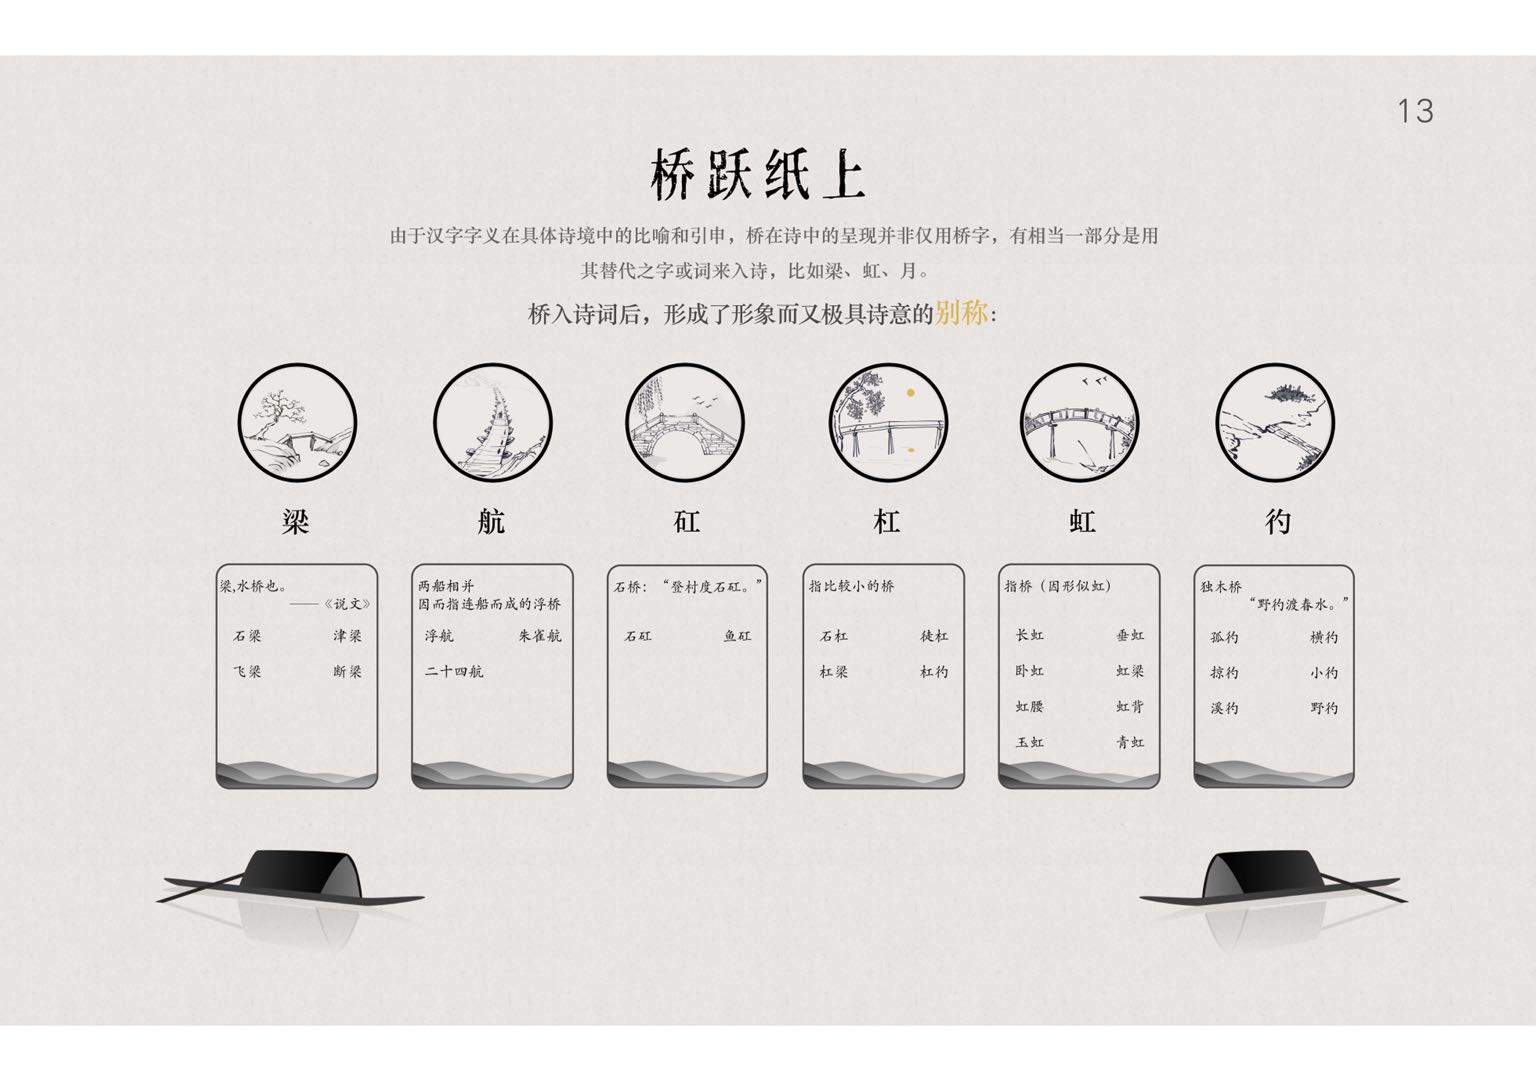 13
桥跃纸上
由于汉字字义在具体诗境中的比喻和引申，桥在诗中的呈现并非仅用桥字，有相当一部分是用
其替代之字或词来入诗，比如梁、虹、月。
桥入诗词后，形成了形象而又极具诗意的别称：
梁
航
矼
杠
虹
彴
梁,水桥也。
——《说文》
石梁 津梁
飞梁 断梁
两船相并
因而指连船而成的浮桥
浮航 朱雀航
二十四航
石桥：“登村度石矼。”
石矼 鱼矼
指比较小的桥
石杠 徒杠
杠梁 杠彴
指桥（因形似虹）
长虹 垂虹
卧虹 虹梁
虹腰 虹背
玉虹 青虹
独木桥
“野彴渡春水。”
孤彴 横彴
掠彴 小彴
溪彴 野彴